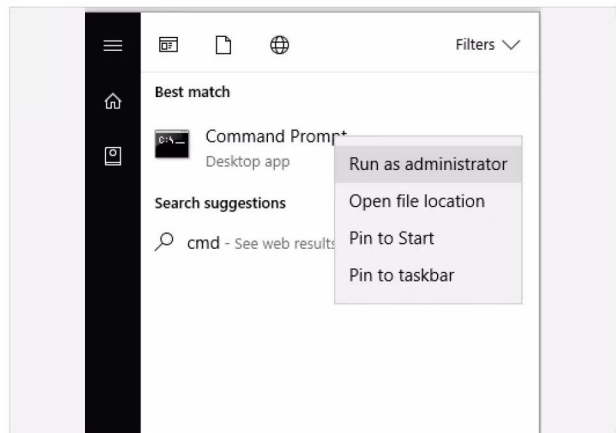 Filters
Best match
C:\_
Command Prompt
Desktop app
Run as administrator
Open file location
Search suggestions
Pin to Start
cmd - See web results
Pin to taskbar